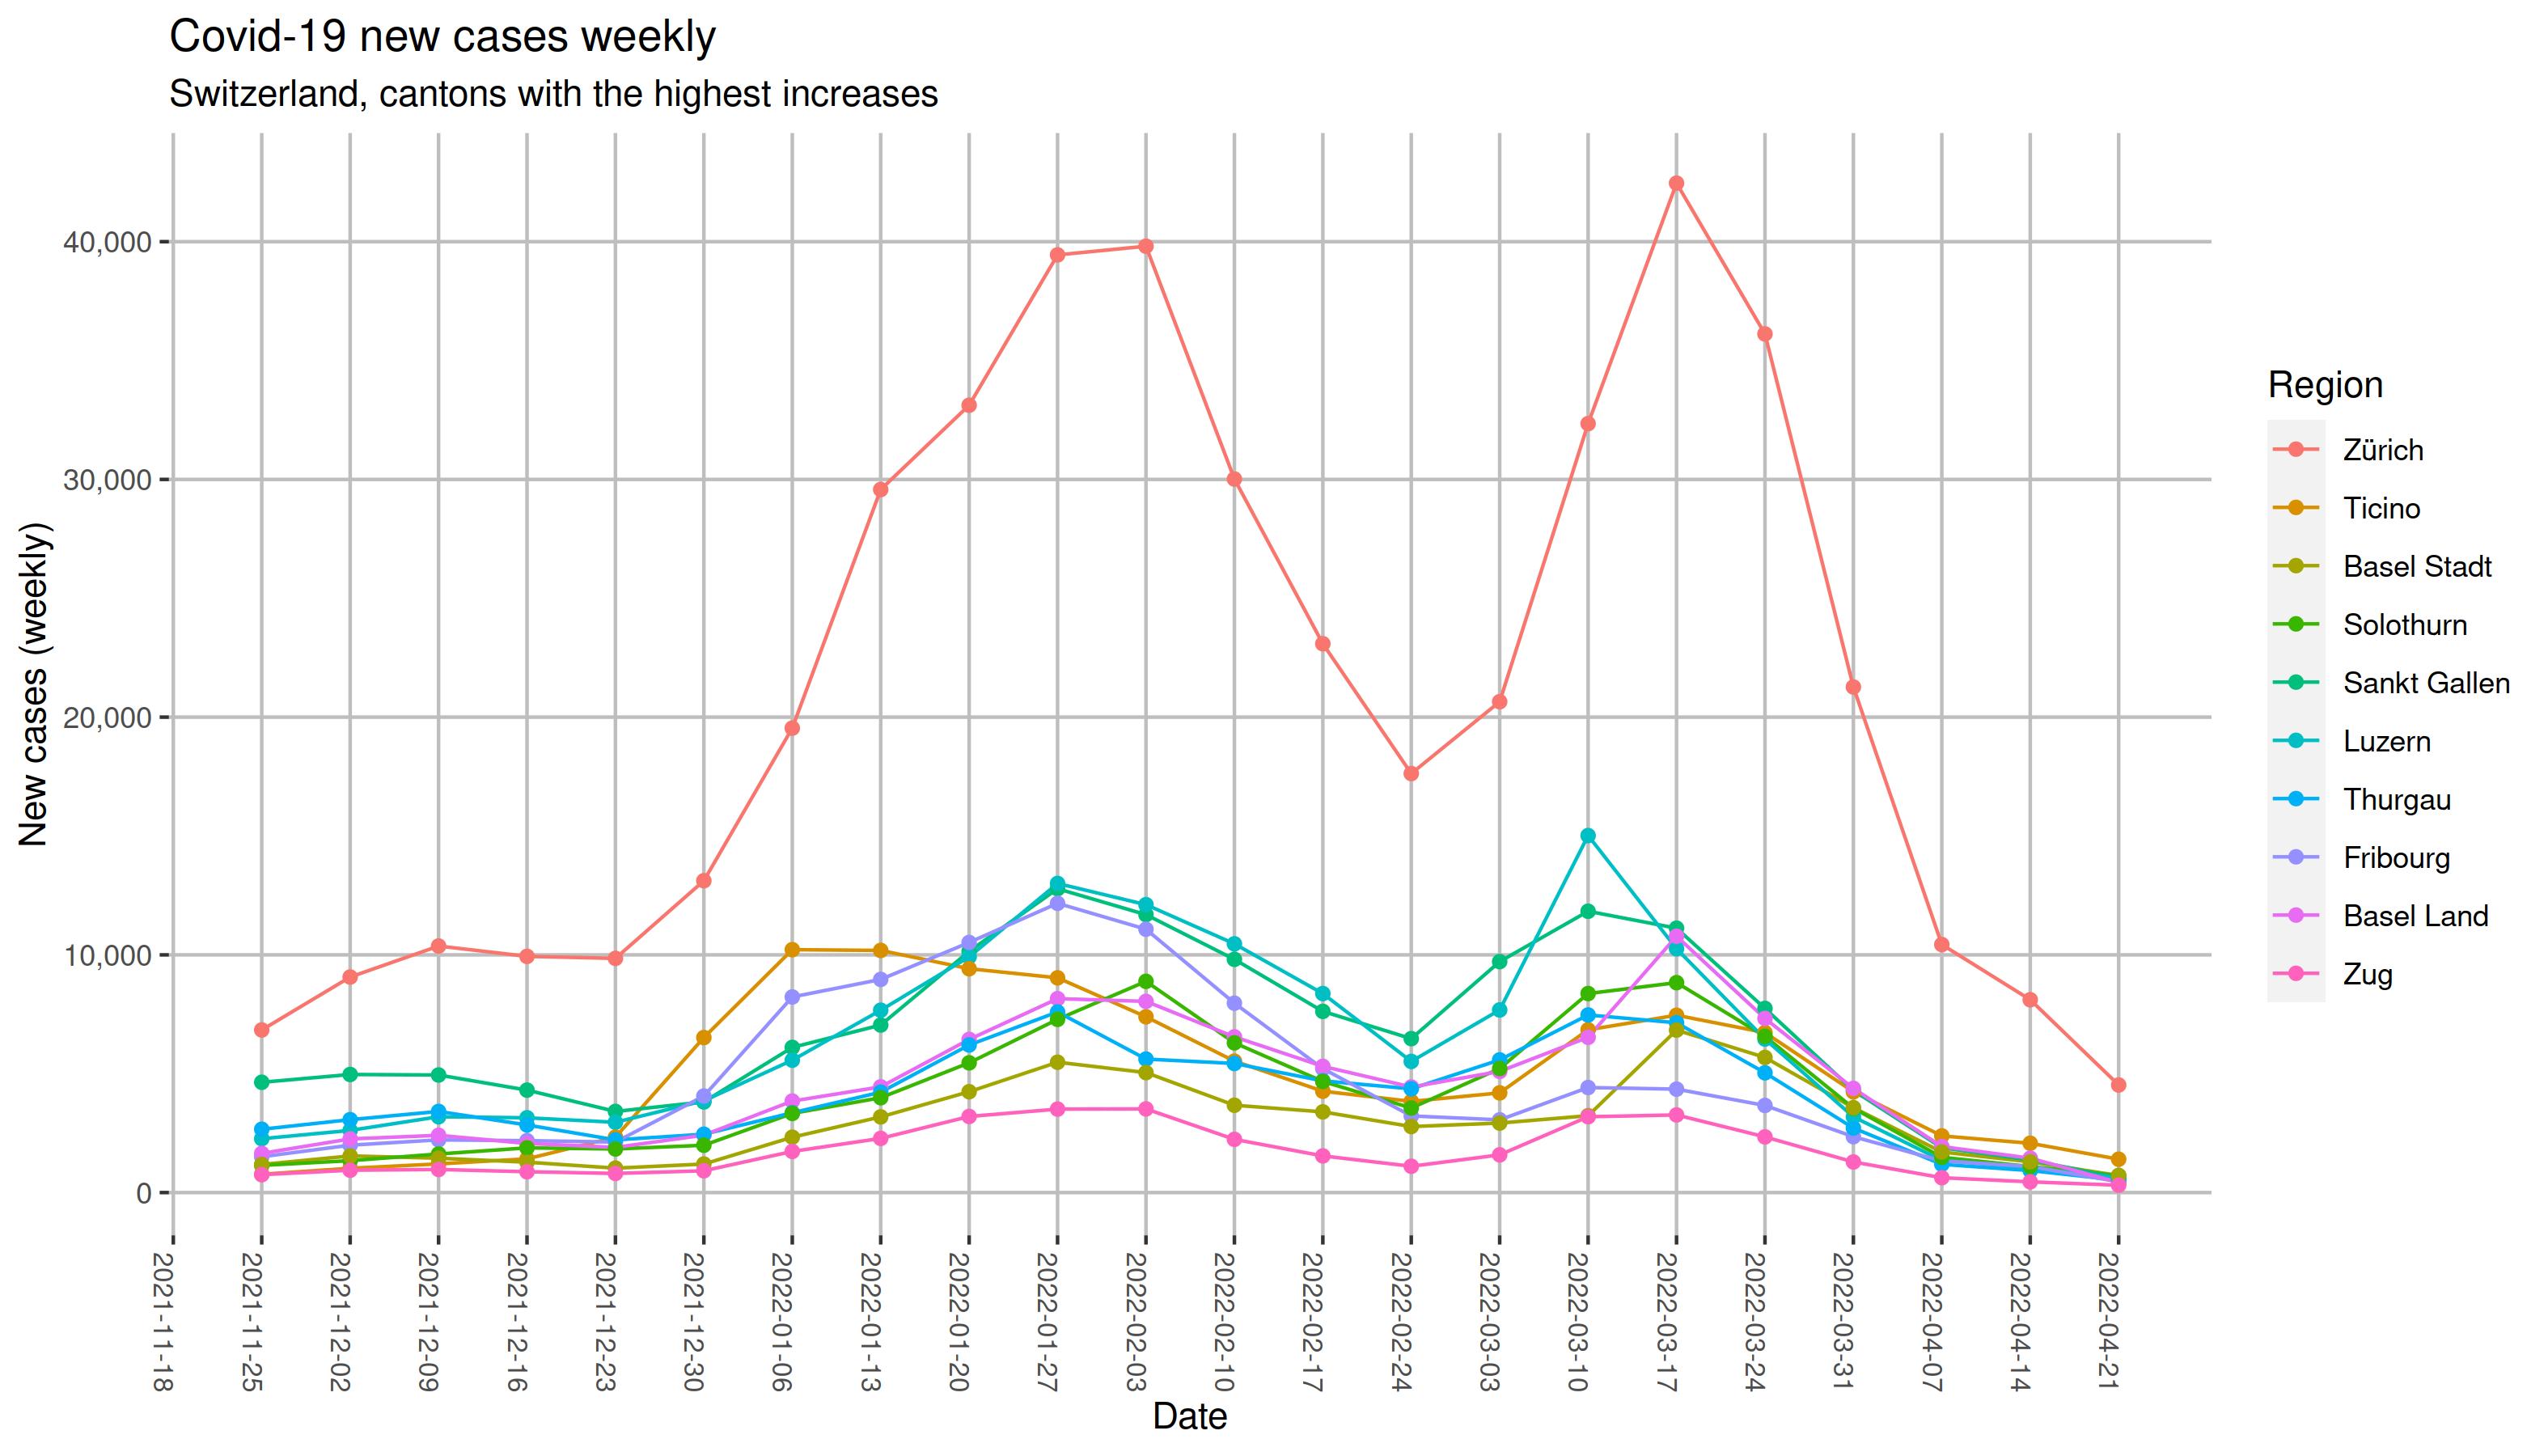 Covid-19 new cases weekly
Switzerland, cantons with the highest increases
New cases (weekly)
40,000
30,000
20,000
10,000
0
2021-11-18
2021-11-25
2021-12-02
2021-12-09
2021-12-16
2021-12-23
2021-12-30
2022-01-06
2022-01-13
2022-01-20
2022-01-27
2022-02-03
2022-02-10
2022-02-17
2022-02-24
2022-03-03
2022-03-10
2022-03-17
2022-03-24
2022-03-31
2022-04-07
2022-04-14
2022-04-21
Date
Region
Zürich
Ticino
Basel Stadt
Solothurn
Sankt Gallen
Luzern
Thurgau
Fribourg
Basel Land
Zug